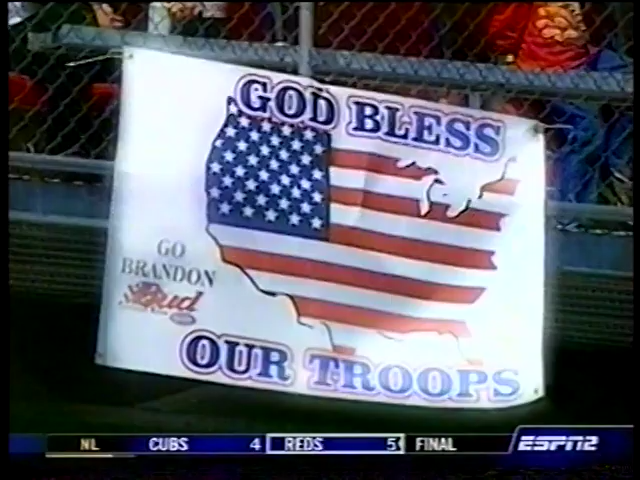 GOD BLESS
GO
BRANDON
Bud
OUR TROOPS
NL CUBS 4 REDS 5 FINAL ESPN2